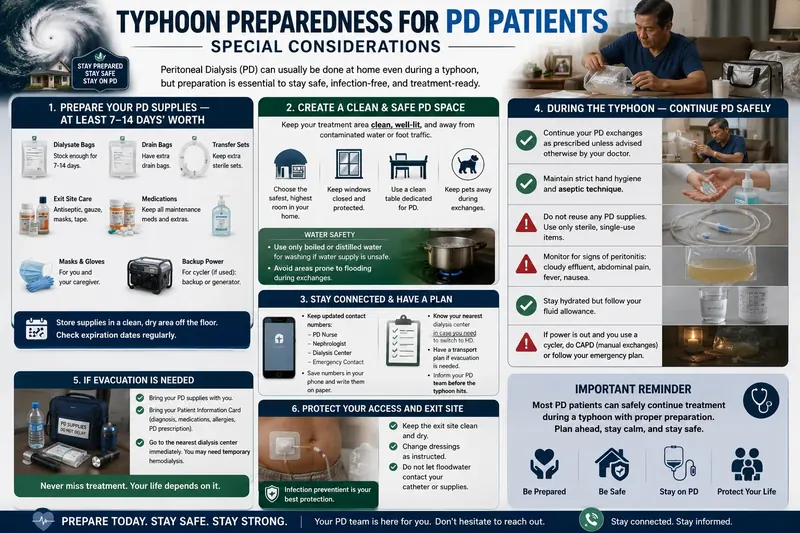 TYPHOON PREPAREDNESS FOR PD PATIENTS
SPECIAL CONSIDERATIONS
STAY PREPARED
STAY SAFE
STAY ON PD
Peritoneal Dialysis (PD) can usually be done at home even during a typhoon,
but preparation is essential to stay safe, infection-free, and treatment-ready.
1. PREPARE YOUR PD SUPPLIES —
AT LEAST 7–14 DAYS' WORTH
Dialysate Bags
Stock enough for
7-14 days.
Drain Bags
Have extra
drain bags.
Transfer Sets
Keep extra
sterile sets.
Exit Site Care
Antiseptic, gauze,
masks, tape.
Medications
Keep all maintenance
meds and extras.
Masks & Gloves
For you and
your caregiver.
Backup Power
For cycler (if used):
backup or generator.
Store supplies in a clean, dry area off the floor.
Check expiration dates regularly.
2. CREATE A CLEAN & SAFE PD SPACE
Keep your treatment area clean, well-lit, and away from
contaminated water or foot traffic.
Choose the
safest, highest
room in your
home.
Keep windows
closed and
protected.
Use a clean
table dedicated
for PD.
Keep pets away
during
exchanges.
WATER SAFETY
• Use only boiled or distilled water
for washing if water supply is unsafe.
• Avoid areas prone to flooding
during exchanges.
3. STAY CONNECTED & HAVE A PLAN
• Keep updated contact
numbers:
– PD Nurse
– Nephrologist
– Dialysis Center
– Emergency Contact
• Save numbers in your
phone and write them
on paper.
• Know your nearest
dialysis center
in case you need
to switch to HD.
• Have a transport
plan if evacuation
is needed.
• Inform your PD
team before the
typhoon hits.
4. DURING THE TYPHOON — CONTINUE PD SAFELY
Continue your PD exchanges
as prescribed unless advised
otherwise by your doctor.
Maintain strict hand hygiene
and aseptic technique.
Do not reuse any PD supplies.
Use only sterile, single-use
items.
Monitor for signs of peritonitis:
cloudy effluent, abdominal pain,
fever, nausea.
Stay hydrated but follow your
fluid allowance.
If power is out and you use a
cycler, do CAPD (manual exchanges)
or follow your emergency plan.
5. IF EVACUATION IS NEEDED
PD SUPPLIES
Bring your PD supplies with you.
Bring your Patient Information Card
(diagnosis, medications, allergies,
PD prescription).
Go to the nearest dialysis center
immediately. You may need temporary
hemodialysis.
Never miss treatment. Your life depends on it.
6. PROTECT YOUR ACCESS AND EXIT SITE
Keep the exit site clean
and dry.
Change dressings
as instructed.
Do not let floodwater
contact your
catheter or supplies.
Infection preventient is your
best protection.
IMPORTANT REMINDER
Most PD patients can safely continue treatment
during a typhoon with proper preparation.
Plan ahead, stay calm, and stay safe.
Be Prepared
Be Safe
Stay on PD
Protect Your Life
PREPARE TODAY. STAY SAFE. STAY STRONG.
Your PD team is here for you. Don't hesitate to reach out.
Stay connected. Stay informed.